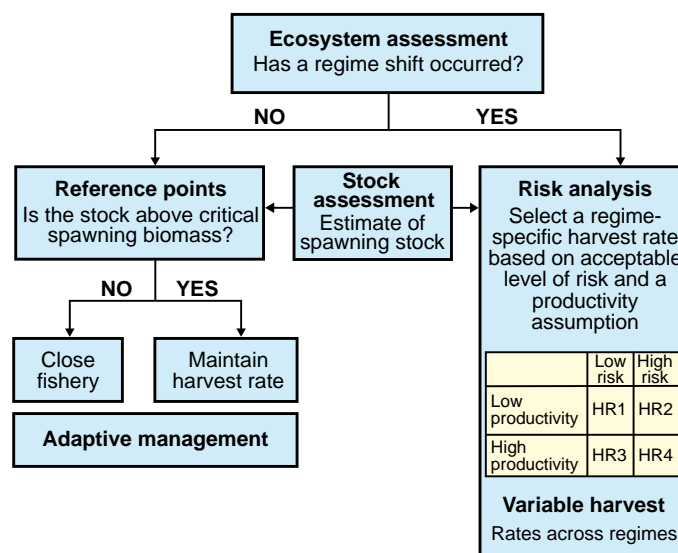 Ecosystem assessment
Has a regime shift occurred?
NO
YES
Reference points
Is the stock above critical
spawning biomass?
Stock
assessment
Estimate of
spawning stock
Risk analysis
Select a regime-
specific harvest rate
based on acceptable
level of risk and a
productivity
assumption
NO
YES
Close
fishery
Maintain
harvest rate
Adaptive management
Low
risk
High
risk
Low
productivity
HR1
HR2
High
productivity
HR3
HR4
Variable harvest
Rates across regimes